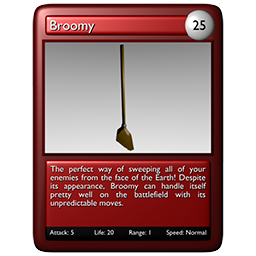 Broomy
25
The perfect way of sweeping all of your
enemies from the face of the Earth! Despite
its appearance, Broomy can handle itself
pretty well on the battlefield with its
unpredictable moves.
Attack: 5 Life: 20 Range: 1 Speed: Normal